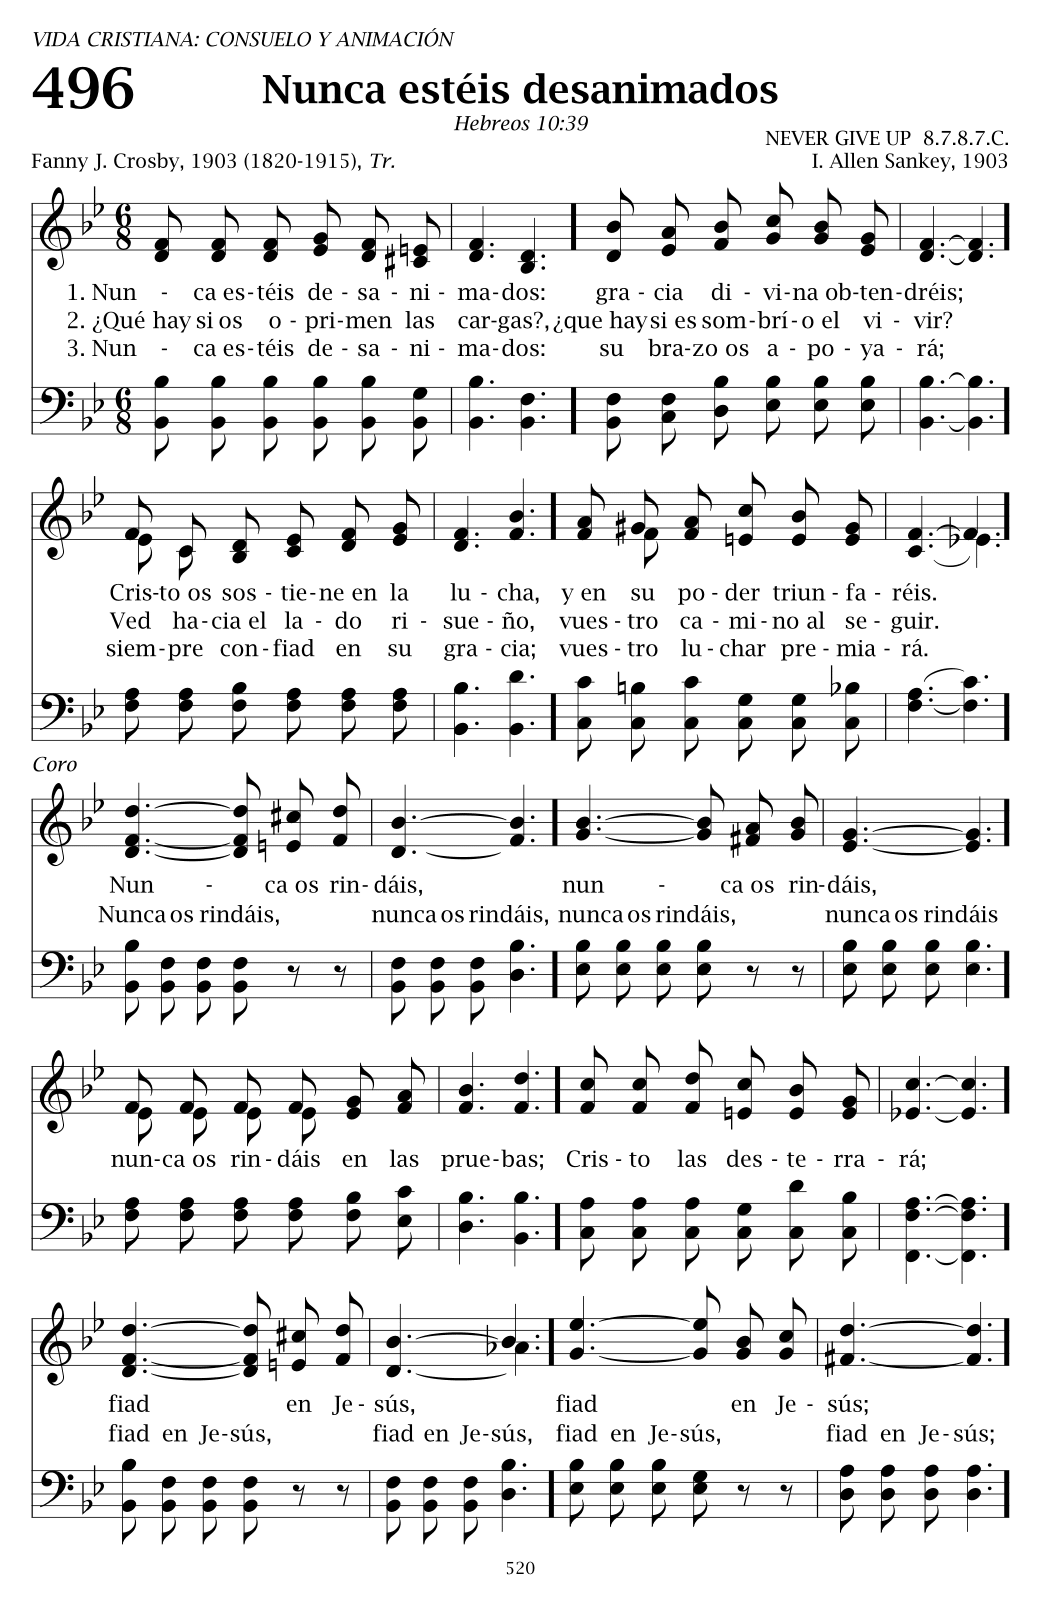 VIDA CRISTIANA: CONSUELO Y ANIMACIÓN
496 Nunca estéis desanimados
Hebreos 10:39
NEVER GIVE UP 8.7.8.7.C.
Fanny J. Crosby, 1903 (1820-1915), Tr. I. Allen Sankey, 1903
1. Nun - ca es-téis de - sa - ni - ma-dos: gra - cia di - vi-na ob-ten-dréis;
2. ¿Qué hay si os o - pri-men las car-gas?, ¿que hay si es som-brí-o el vi - vir?
3. Nun - ca es-téis de - sa - ni - ma-dos: su bra-zo os a - po - ya - rá;
Cris-to os sos - tie-ne en la lu - cha, y en su po - der triun - fa - réis.
Ved ha-cia el la - do ri - sue - ño, vues - tro ca - mi-no al se - guir.
siem-pre con-fiad en su gra - cia; vues - tro lu-char pre - mia - rá.
Coro
Nun - ca os rin-dáis, nun - ca os rin-dáis,
Nunca os rindáis, nunca os rindáis, nunca os rindáis, nunca os rindáis
nun-ca os rin-dáis en las prue-bas; Cris - to las des - te - rra - rá;
fiad en Je - sús, fiad en Je - sús;
fiad en Je-sús, fiad en Je-sús, fiad en Je-sús, fiad en Je-sús;
520